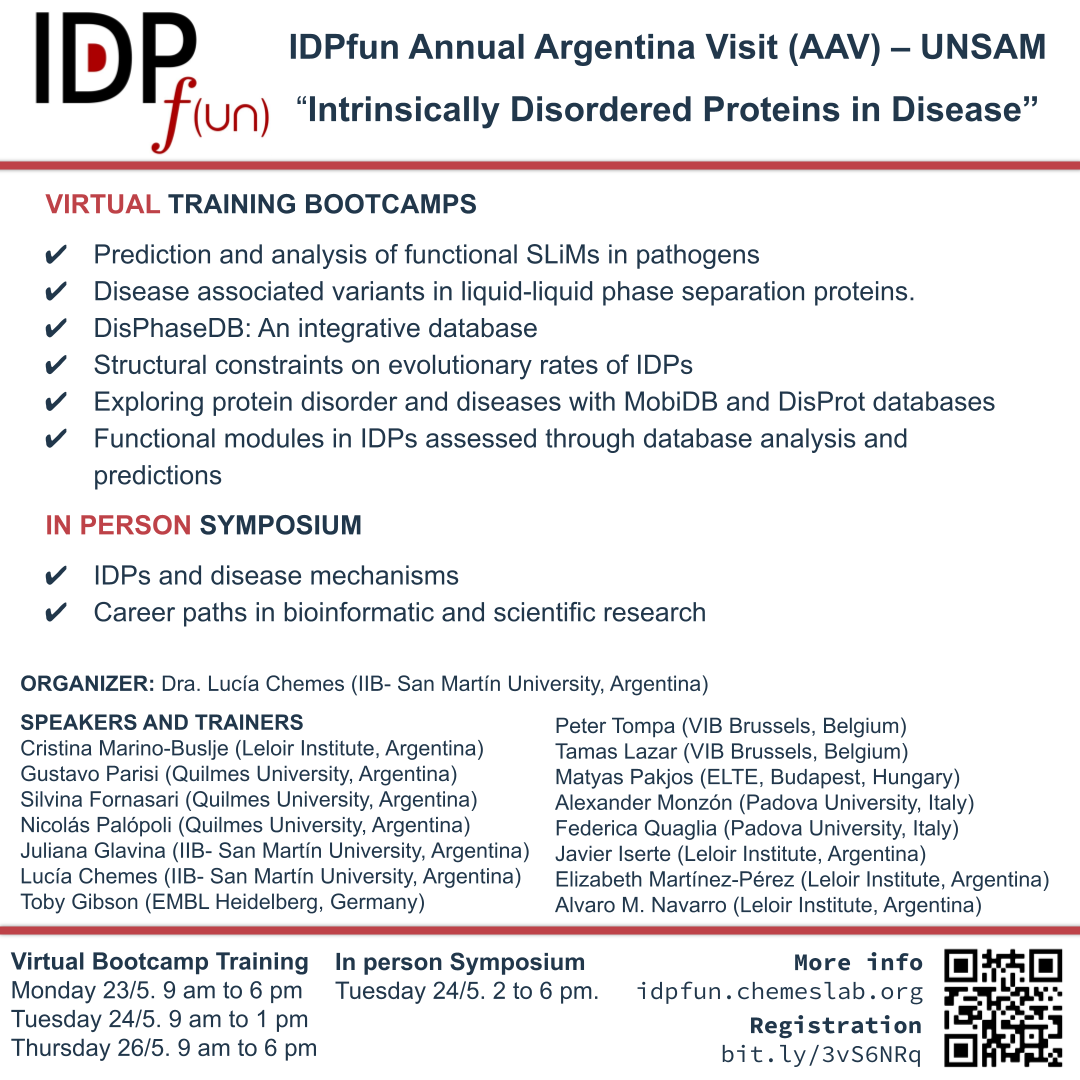 IDP
f(un)
IDPfun Annual Argentina Visit (AAV) – UNSAM
“Intrinsically Disordered Proteins in Disease”
VIRTUAL TRAINING BOOTCAMPS
✔ Prediction and analysis of functional SLiMs in pathogens
✔ Disease associated variants in liquid-liquid phase separation proteins.
✔ DisPhaseDB: An integrative database
✔ Structural constraints on evolutionary rates of IDPs
✔ Exploring protein disorder and diseases with MobiDB and DisProt databases
✔ Functional modules in IDPs assessed through database analysis and
predictions
IN PERSON SYMPOSIUM
✔ IDPs and disease mechanisms
✔ Career paths in bioinformatic and scientific research
ORGANIZER: Dra. Lucía Chemes (IIB- San Martín University, Argentina)
SPEAKERS AND TRAINERS
Cristina Marino-Buslje (Leloir Institute, Argentina)
Gustavo Parisi (Quilmes University, Argentina)
Silvina Fornasari (Quilmes University, Argentina)
Nicolás Palópoli (Quilmes University, Argentina)
Juliana Glavina (IIB- San Martín University, Argentina)
Lucía Chemes (IIB- San Martín University, Argentina)
Toby Gibson (EMBL Heidelberg, Germany)
Peter Tompa (VIB Brussels, Belgium)
Tamas Lazar (VIB Brussels, Belgium)
Matyas Pakjos (ELTE, Budapest, Hungary)
Alexander Monzón (Padova University, Italy)
Federica Quaglia (Padova University, Italy)
Javier Iserte (Leloir Institute, Argentina)
Elizabeth Martínez-Pérez (Leloir Institute, Argentina)
Alvaro M. Navarro (Leloir Institute, Argentina)
Virtual Bootcamp Training
Monday 23/5. 9 am to 6 pm
Tuesday 24/5. 9 am to 1 pm
Thursday 26/5. 9 am to 6 pm
In person Symposium
Tuesday 24/5. 2 to 6 pm.
More info
idpfun.chemeslab.org
Registration
bit.ly/3vS6NRq